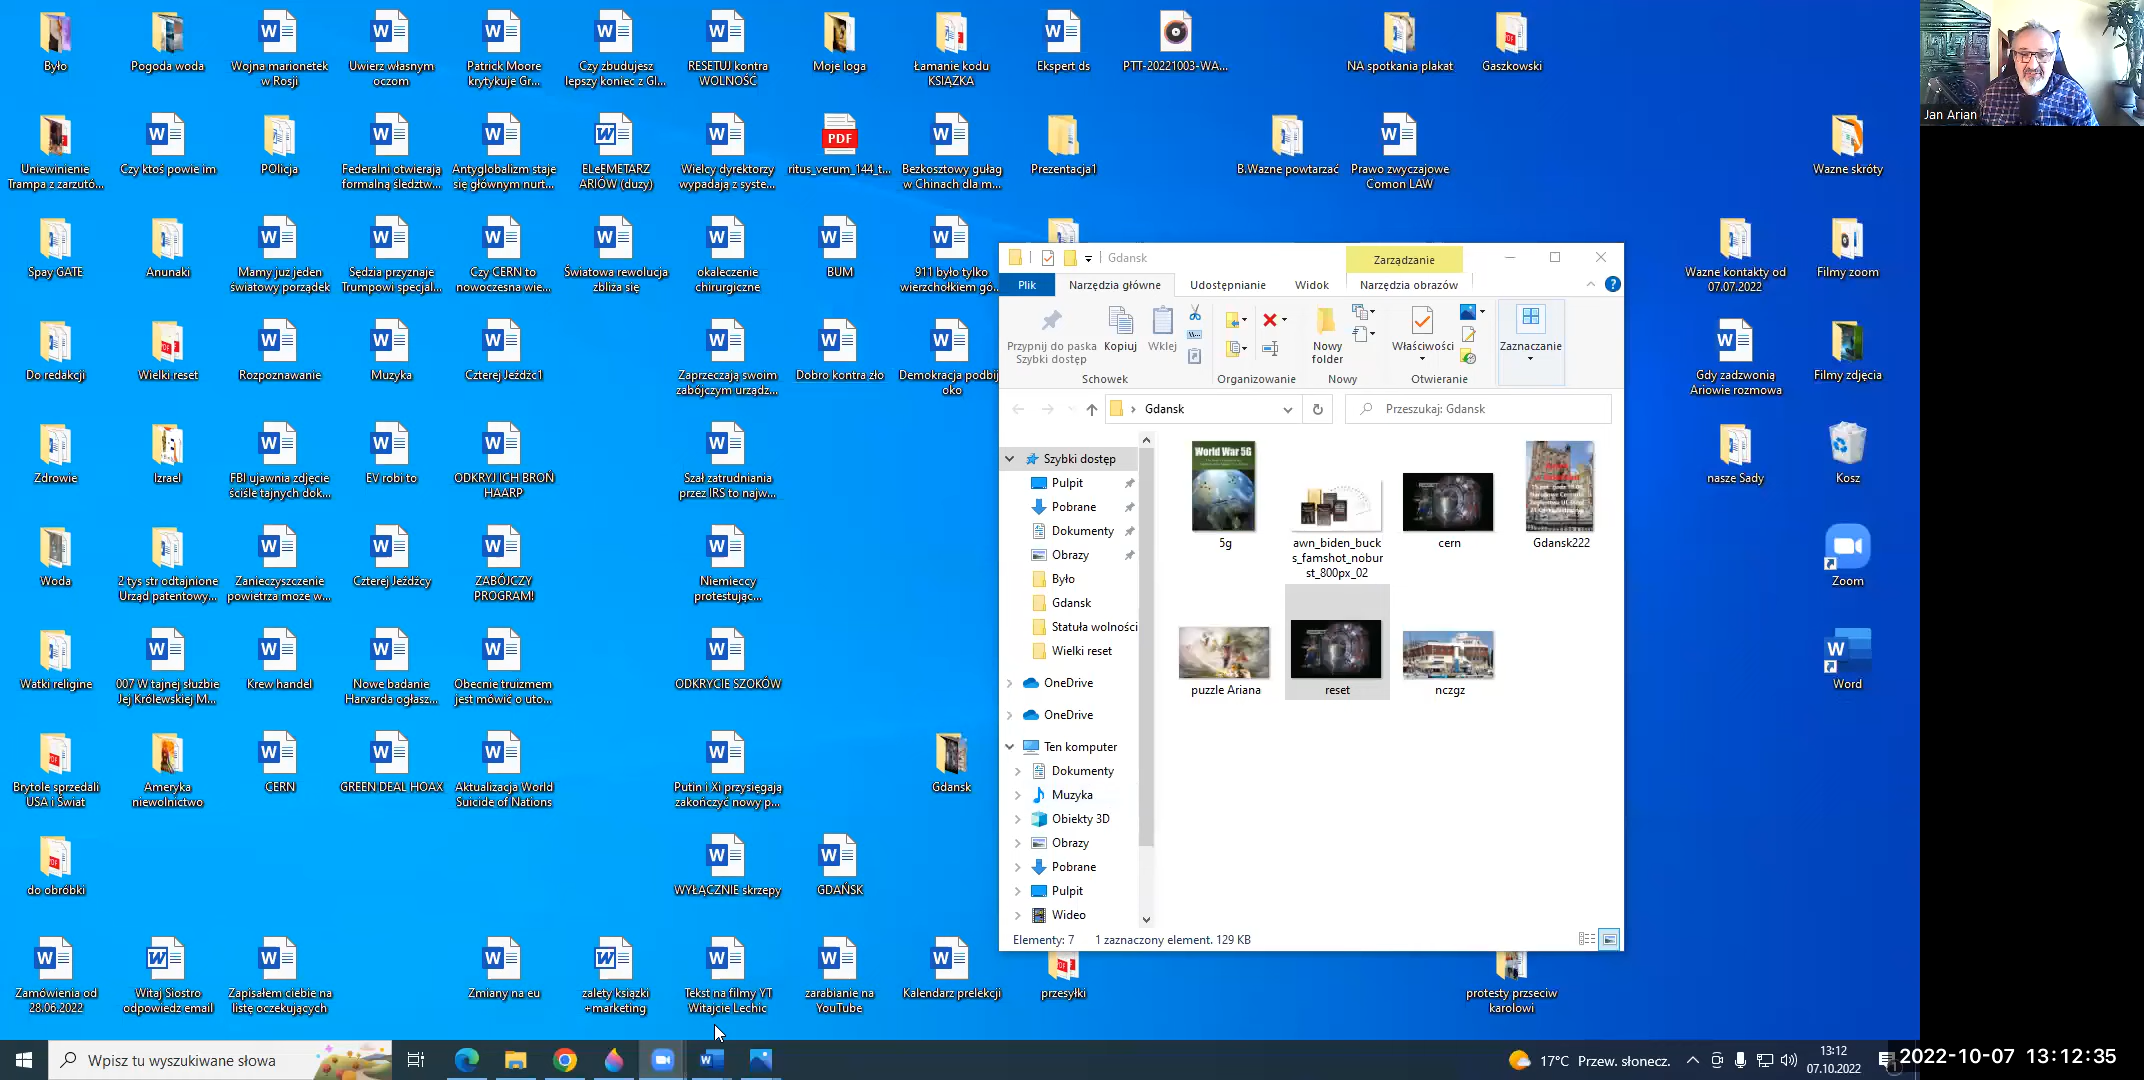 Było
Pogoda woda
Wojna marionetek
w Rosji
Uwierz własnym
oczom
Patrick Moore
krytykuje Gr...
Czy zbudujesz
lepszy koniec z Gl...
RESETUJ kontra
WOLNOŚĆ
Moje loga
Łamanie kodu
KSIĄŻKA
Ekspert ds
PTT-20221003-WA...
NA spotkania plakat
Gaszkowski
Jan Arian
Uniewinienie
Trampa z zarzutó...
Czy ktoś powie im
POlicja
Federalni otwierają
formalną śledztw...
Antyglobalizm staje
się głównym nurt...
ELeEMETARZ
ARIÓW (duzy)
Wielcy dyrektorzy
wypadają z syste...
PDF
ritus_verum_144_t...
Bezkosztowy gułag
w Chinach dla m...
Prezentacja1
B.Wazne powtarzać
Prawo zwyczajowe
Comon LAW
Wazne skróty
Spay GATE
Anunaki
Mamy juz jeden
światowy porządek
Sędzia przyznaje
Trumpowi specjal...
Czy CERN to
nowoczesna wie...
Światowa rewolucja
zbliza się
okaleczenie
chirurgiczne
BUM
911 było tylko
wierzchołkiem gó...
Wazne kontakty od
07.07.2022
Filmy zoom
Do redakcji
Wielki reset
Rozpoznawanie
Muzyka
Czterej Jeźdźc1
Zaprzeczają swoim
zabójczym urządz...
Dobro kontra zło
Demokracja podbij
oko
Gdy zadzwonią
Ariowie rozmowa
Filmy zdjęcia
Zdrowie
Izrael
FBI ujawnia zdjęcie
ściśle tajnych dok...
EV robi to
ODKRYJ ICH BROŃ
HAARP
Szał zatrudniania
przez IRS to najw...
nasze Sady
Kosz
Woda
2 tys str odtajnione
Urząd patentowy...
Zanieczyszczenie
powietrza moze w...
Czterej Jeźdźcy
ZABÓJCZY
PROGRAM!
Niemieccy
protestując...
Zoom
Watki religine
007 W tajnej służbie
Jej Królewskiej M...
Krew handel
Nowe badanie
Harvarda ogłasz...
Obecnie truizmem
jest mówić o uto...
ODKRYCIE SZOKÓW
Word
Brytole sprzedali
USA i Świat
Ameryka
niewolnictwo
CERN
GREEN DEAL HOAX
Aktualizacja World
Suicide of Nations
Putin i Xi przysięgają
zakończyć nowy p...
Gdansk
do obróbki
WYŁĄCZNIE skrzepy
GDAŃSK
Zamówienia od
28.06.2022
Witaj Siostro
odpowiedz email
Zapisałem ciebie na
listę oczekujących
Zmiany na eu
zalety ksiązki
+marketing
Tekst na filmy YT
Witajcie Lechic
zarabianie na
YouTube
Kalendarz prelekcji
przesyłki
protesty przseciw
karolowi
Gdansk
Zarządzanie
Plik
Narzędzia główne
Udostępnianie
Widok
Narzędzia obrazów
Przypnij do paska
Szybki dostęp
Kopiuj
Wklej
Nowy
folder
Właściwości
Zaznaczanie
Schowek
Organizowanie
Nowy
Otwieranie
Gdansk
Przeszukaj: Gdansk
Szybki dostęp
Pulpit
Pobrane
Dokumenty
Obrazy
Było
Gdansk
Statuła wolności
Wielki reset
OneDrive
OneDrive
Ten komputer
Dokumenty
Muzyka
Obiekty 3D
Obrazy
Pobrane
Pulpit
Wideo
World War 5G
5g
awn_biden_buck
s_famshot_nobur
st_800px_02
cern
Gdansk222
puzzle Ariana
reset
nczgz
Elementy: 7
1 zaznaczony element. 129 KB
Wpisz tu wyszukiwane słowa
17°C Przew. słonecz.
13:12
07.10.2022
2022-10-07 13:12:35